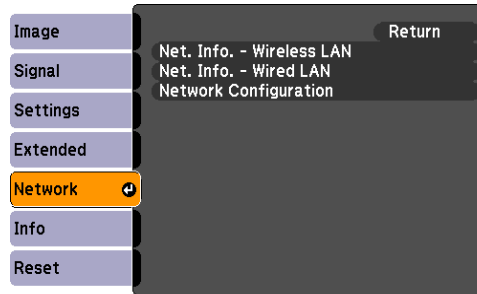 Image
Signal
Settings
Extended
Network
Info
Reset
Return
Net. Info. - Wireless LAN
Net. Info. - Wired LAN
Network Configuration